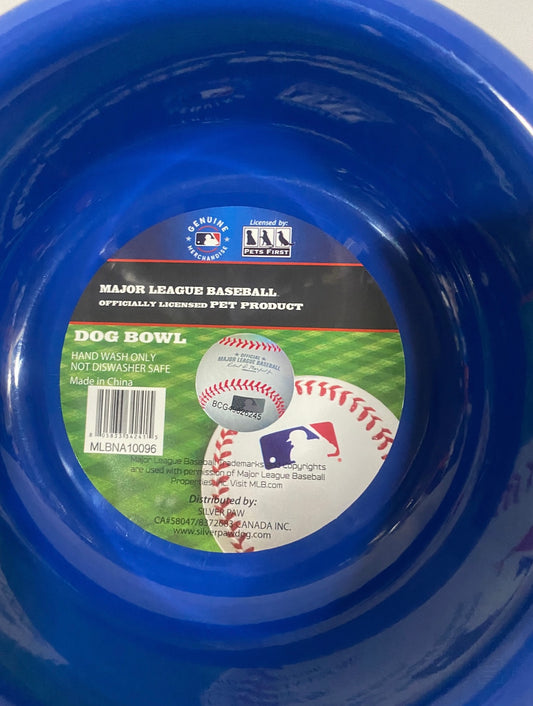 GENUINE
MERCHANDISE
Licensed by:
PETS FIRST
MAJOR LEAGUE BASEBALL
OFFICIALLY LICENSED PET PRODUCT
DOG BOWL
HAND WASH ONLY
NOT DISWASHER SAFE
Made in China
MLBNA10096
OFFICIAL
MAJOR LEAGUE BASEBALL
Major League Baseball trademarks and copyrights
are used with permission of Major League Baseball
Properties, Inc. Visit MLB.com
Distributed by:
SILVER PAW
CA#58047/8372683 CANADA INC.
www.silverpawdog.com